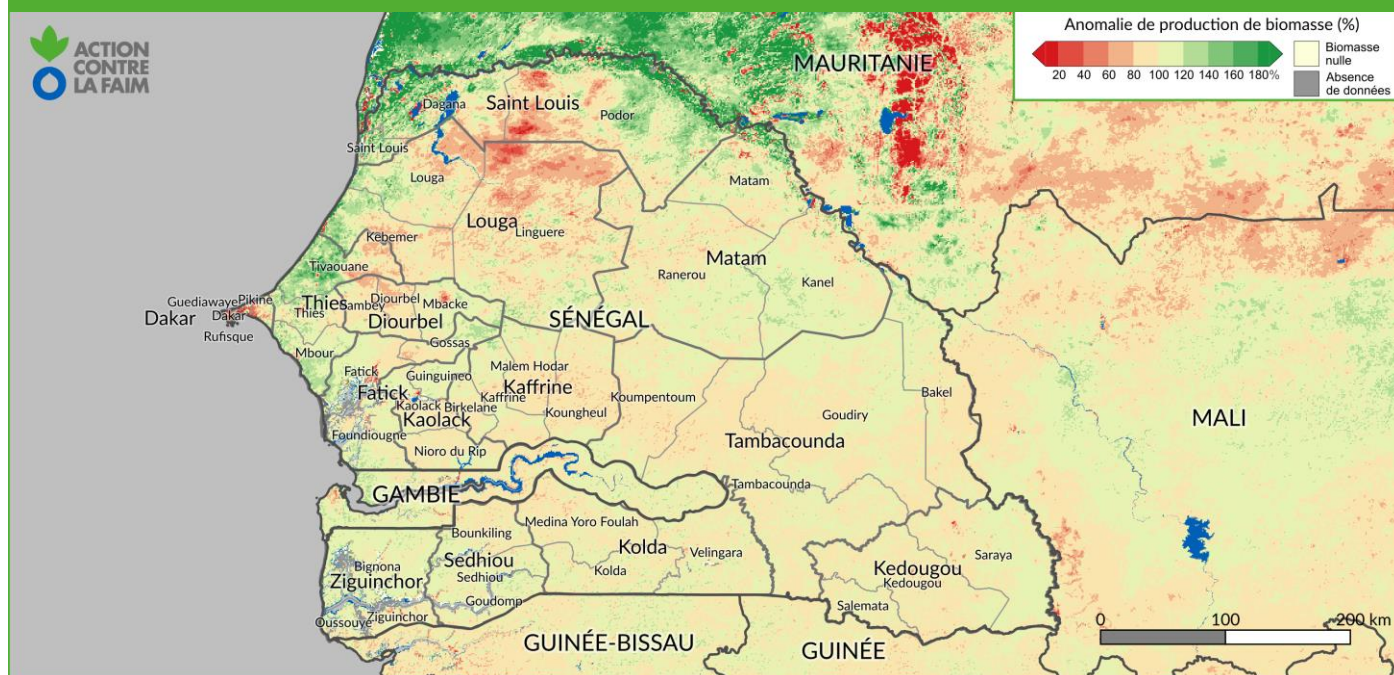 ACTION
CONTRE
LA FAIM
Anomalie de production de biomasse (%)
20 40 60 80 100 120 140 160 180%
Biomasse
nulle
Absence
de données
MAURITANIE
Dagana
Saint Louis
Podor
Saint Louis
Louga
Matam
Louga
Linguere
Kebemer
Tivaouane
Matam
Ranerou
Kanel
Guediawaye
Pikine
Thies
Bambey
Diourbel
Mbacke
Dakar
Dakar
Thies
Diourbel
SÉNÉGAL
Rufisque
Mbour
Gossas
Fatick
Guinguineo
Malem Hodar
Fatick
Kaffrine
Kaolack
Birkelane
Kaffrine
Koungheul
Koumpentoum
Bakel
Kaolack
Goudiry
MALI
Foundiougne
Nioro du Rip
Tambacounda
Tambacounda
GAMBIE
Medina Yoro Foulah
Bounkiling
Kolda
Velingara
Saraya
Sedhiou
Bignona
Ziguinchor
Sedhiou
Kolda
Kedougou
Kedougou
Goudomp
Salemata
Oussouye
Ziguinchor
GUINÉE-BISSAU
GUINÉE
0 100 200 km